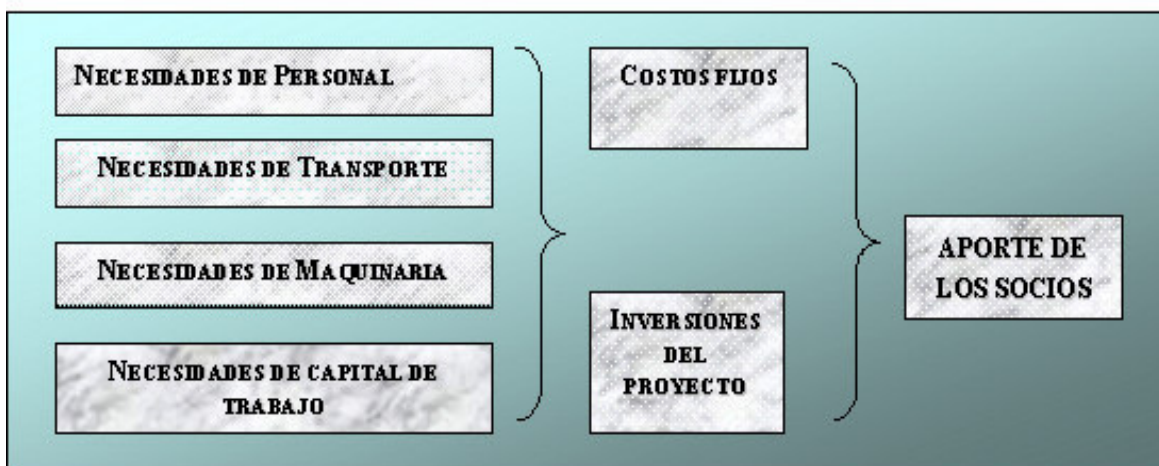 NECESIDADES DE PERSONAL
NECESIDADES DE TRANSPORTE
NECESIDADES DE MAQUINARIA
NECESIDADES DE CAPITAL DE
TRABAJO
COSTOS FIJOS
INVERSIONES
DEL
PROYECTO
APORTE DE
LOS SOCIOS